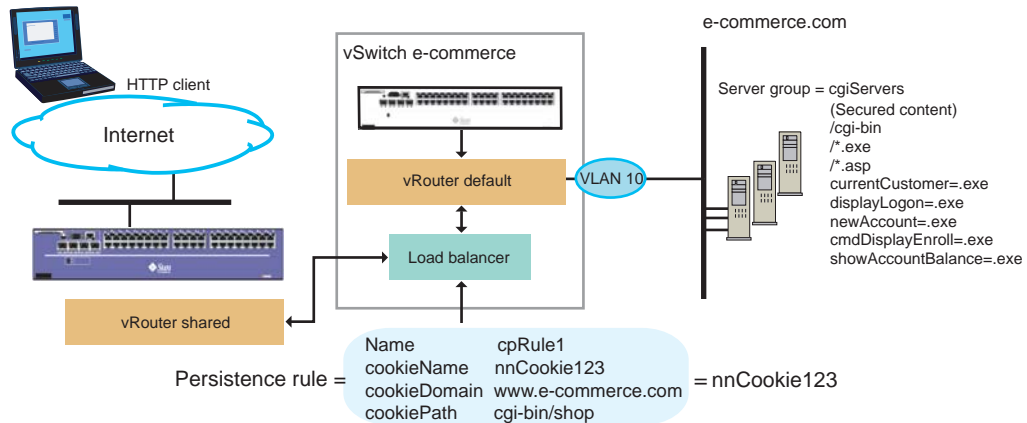 e-commerce.com
vSwitch e-commerce
HTTP client
Internet
Server group = cgiServers
(Secured content)
/cgi-bin
/*.exe
/*.asp
currentCustomer=.exe
displayLogon=.exe
newAccount=.exe
cmdDisplayEnroll=.exe
showAccountBalance=.exe
vRouter default
VLAN 10
Load balancer
Sun
vRouter shared
Persistence rule =
Name cpRule1
cookieName nnCookie123
cookieDomain www.e-commerce.com
cookiePath cgi-bin/shop
= nnCookie123